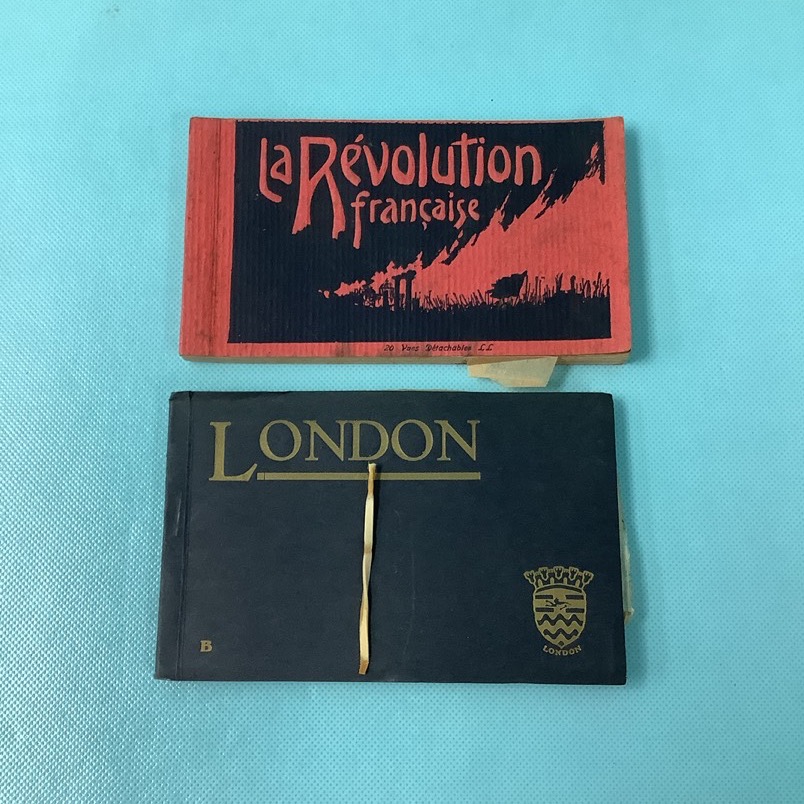 La Révolution
française
20 Vues Détachables LL
LONDON
B
LONDON